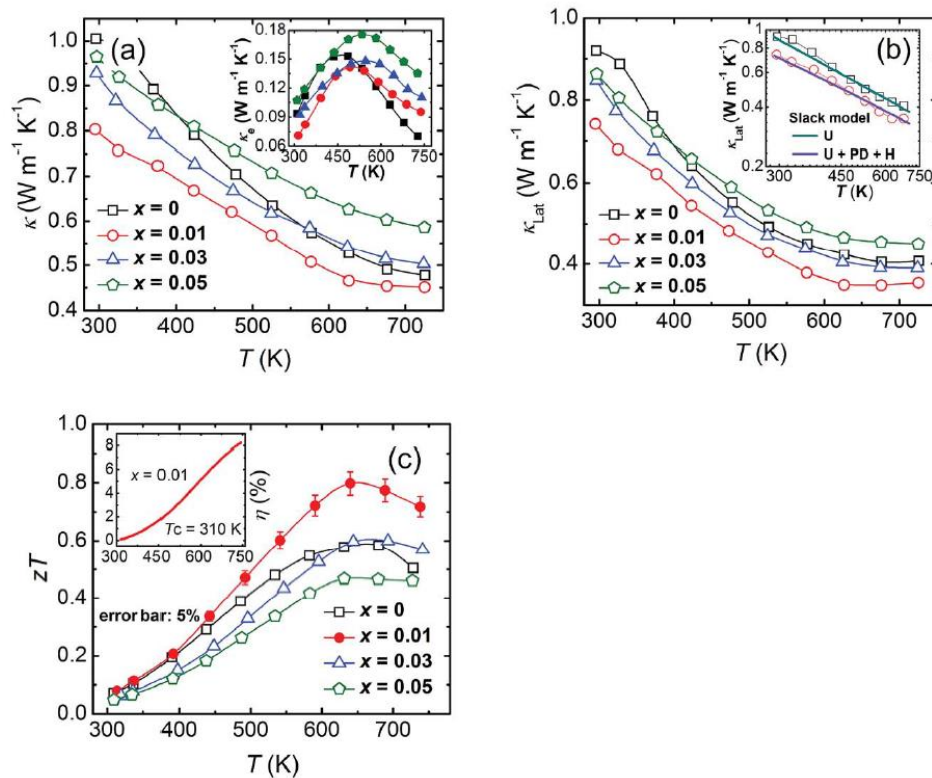 (a)
κ (W m⁻¹ K⁻¹)
1.0
0.9
0.8
0.7
0.6
0.5
0.4
300 400 500 600 700
T (K)
x = 0
x = 0.01
x = 0.03
x = 0.05
κe (W m⁻¹ K⁻¹)
0.18
0.15
0.12
0.09
0.06
300 450 600 750
T (K)
(b)
κLat (W m⁻¹ K⁻¹)
1.0
0.8
0.6
0.4
300 400 500 600 700
T (K)
x = 0
x = 0.01
x = 0.03
x = 0.05
κLat (W m⁻¹ K⁻¹)
1
0.8
0.6
0.4
0.2
Slack model
U
U + PD + H
300 450 600 750
T (K)
(c)
zT
1.0
0.8
0.6
0.4
0.2
0.0
300 400 500 600 700
T (K)
error bar: 5%
x = 0
x = 0.01
x = 0.03
x = 0.05
8
6
4
2
0
x = 0.01
Tc = 310 K
η (%)
300 450 600 750